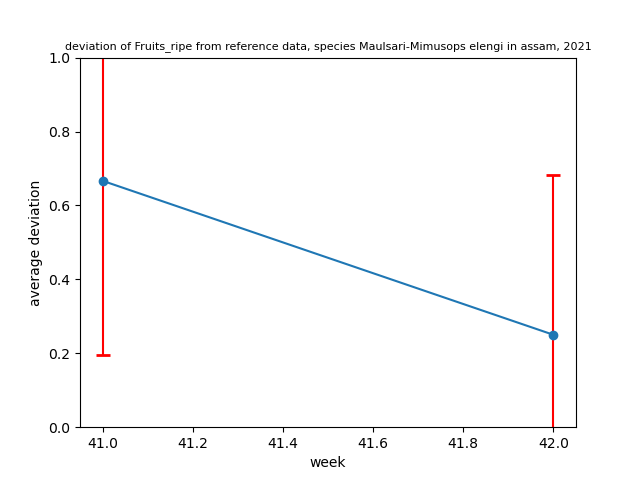 deviation of Fruits_ripe from reference data, species Maulsari-Mimusops elengi in assam, 2021
1.0
0.8
0.6
0.4
0.2
0.0
average deviation
41.0 41.2 41.4 41.6 41.8 42.0
week